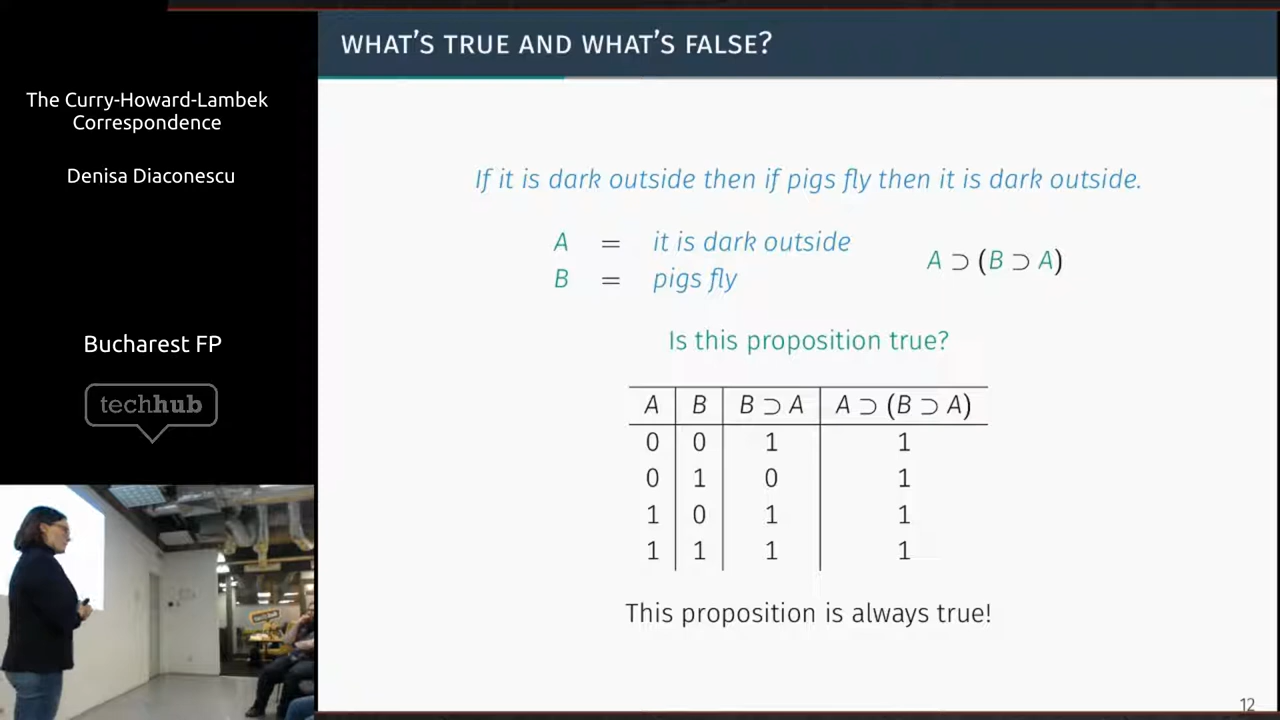 The Curry-Howard-Lambek
Correspondence
Denisa Diaconescu
Bucharest FP
techhub
WHAT'S TRUE AND WHAT'S FALSE?
If it is dark outside then if pigs fly then it is dark outside.
A = it is dark outside
B = pigs fly
A ⊃ (B ⊃ A)
Is this proposition true?
A B B ⊃ A A ⊃ (B ⊃ A)
0 0 1 1
0 1 0 1
1 0 1 1
1 1 1 1
This proposition is always true!
12